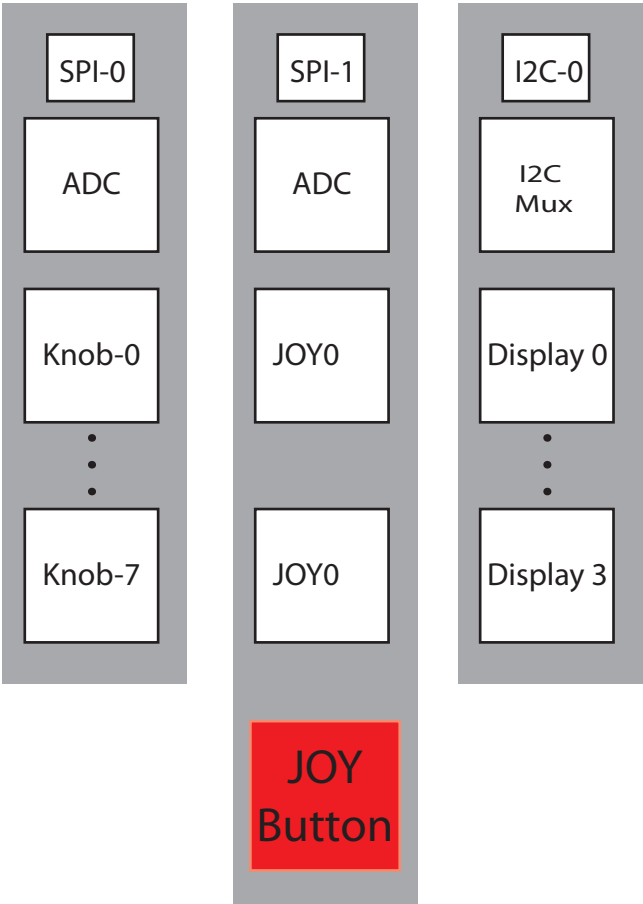 SPI-0
ADC
Knob-0
Knob-7
SPI-1
ADC
JOY0
JOY0
JOY
Button
I2C-0
I2C
Mux
Display 0
Display 3